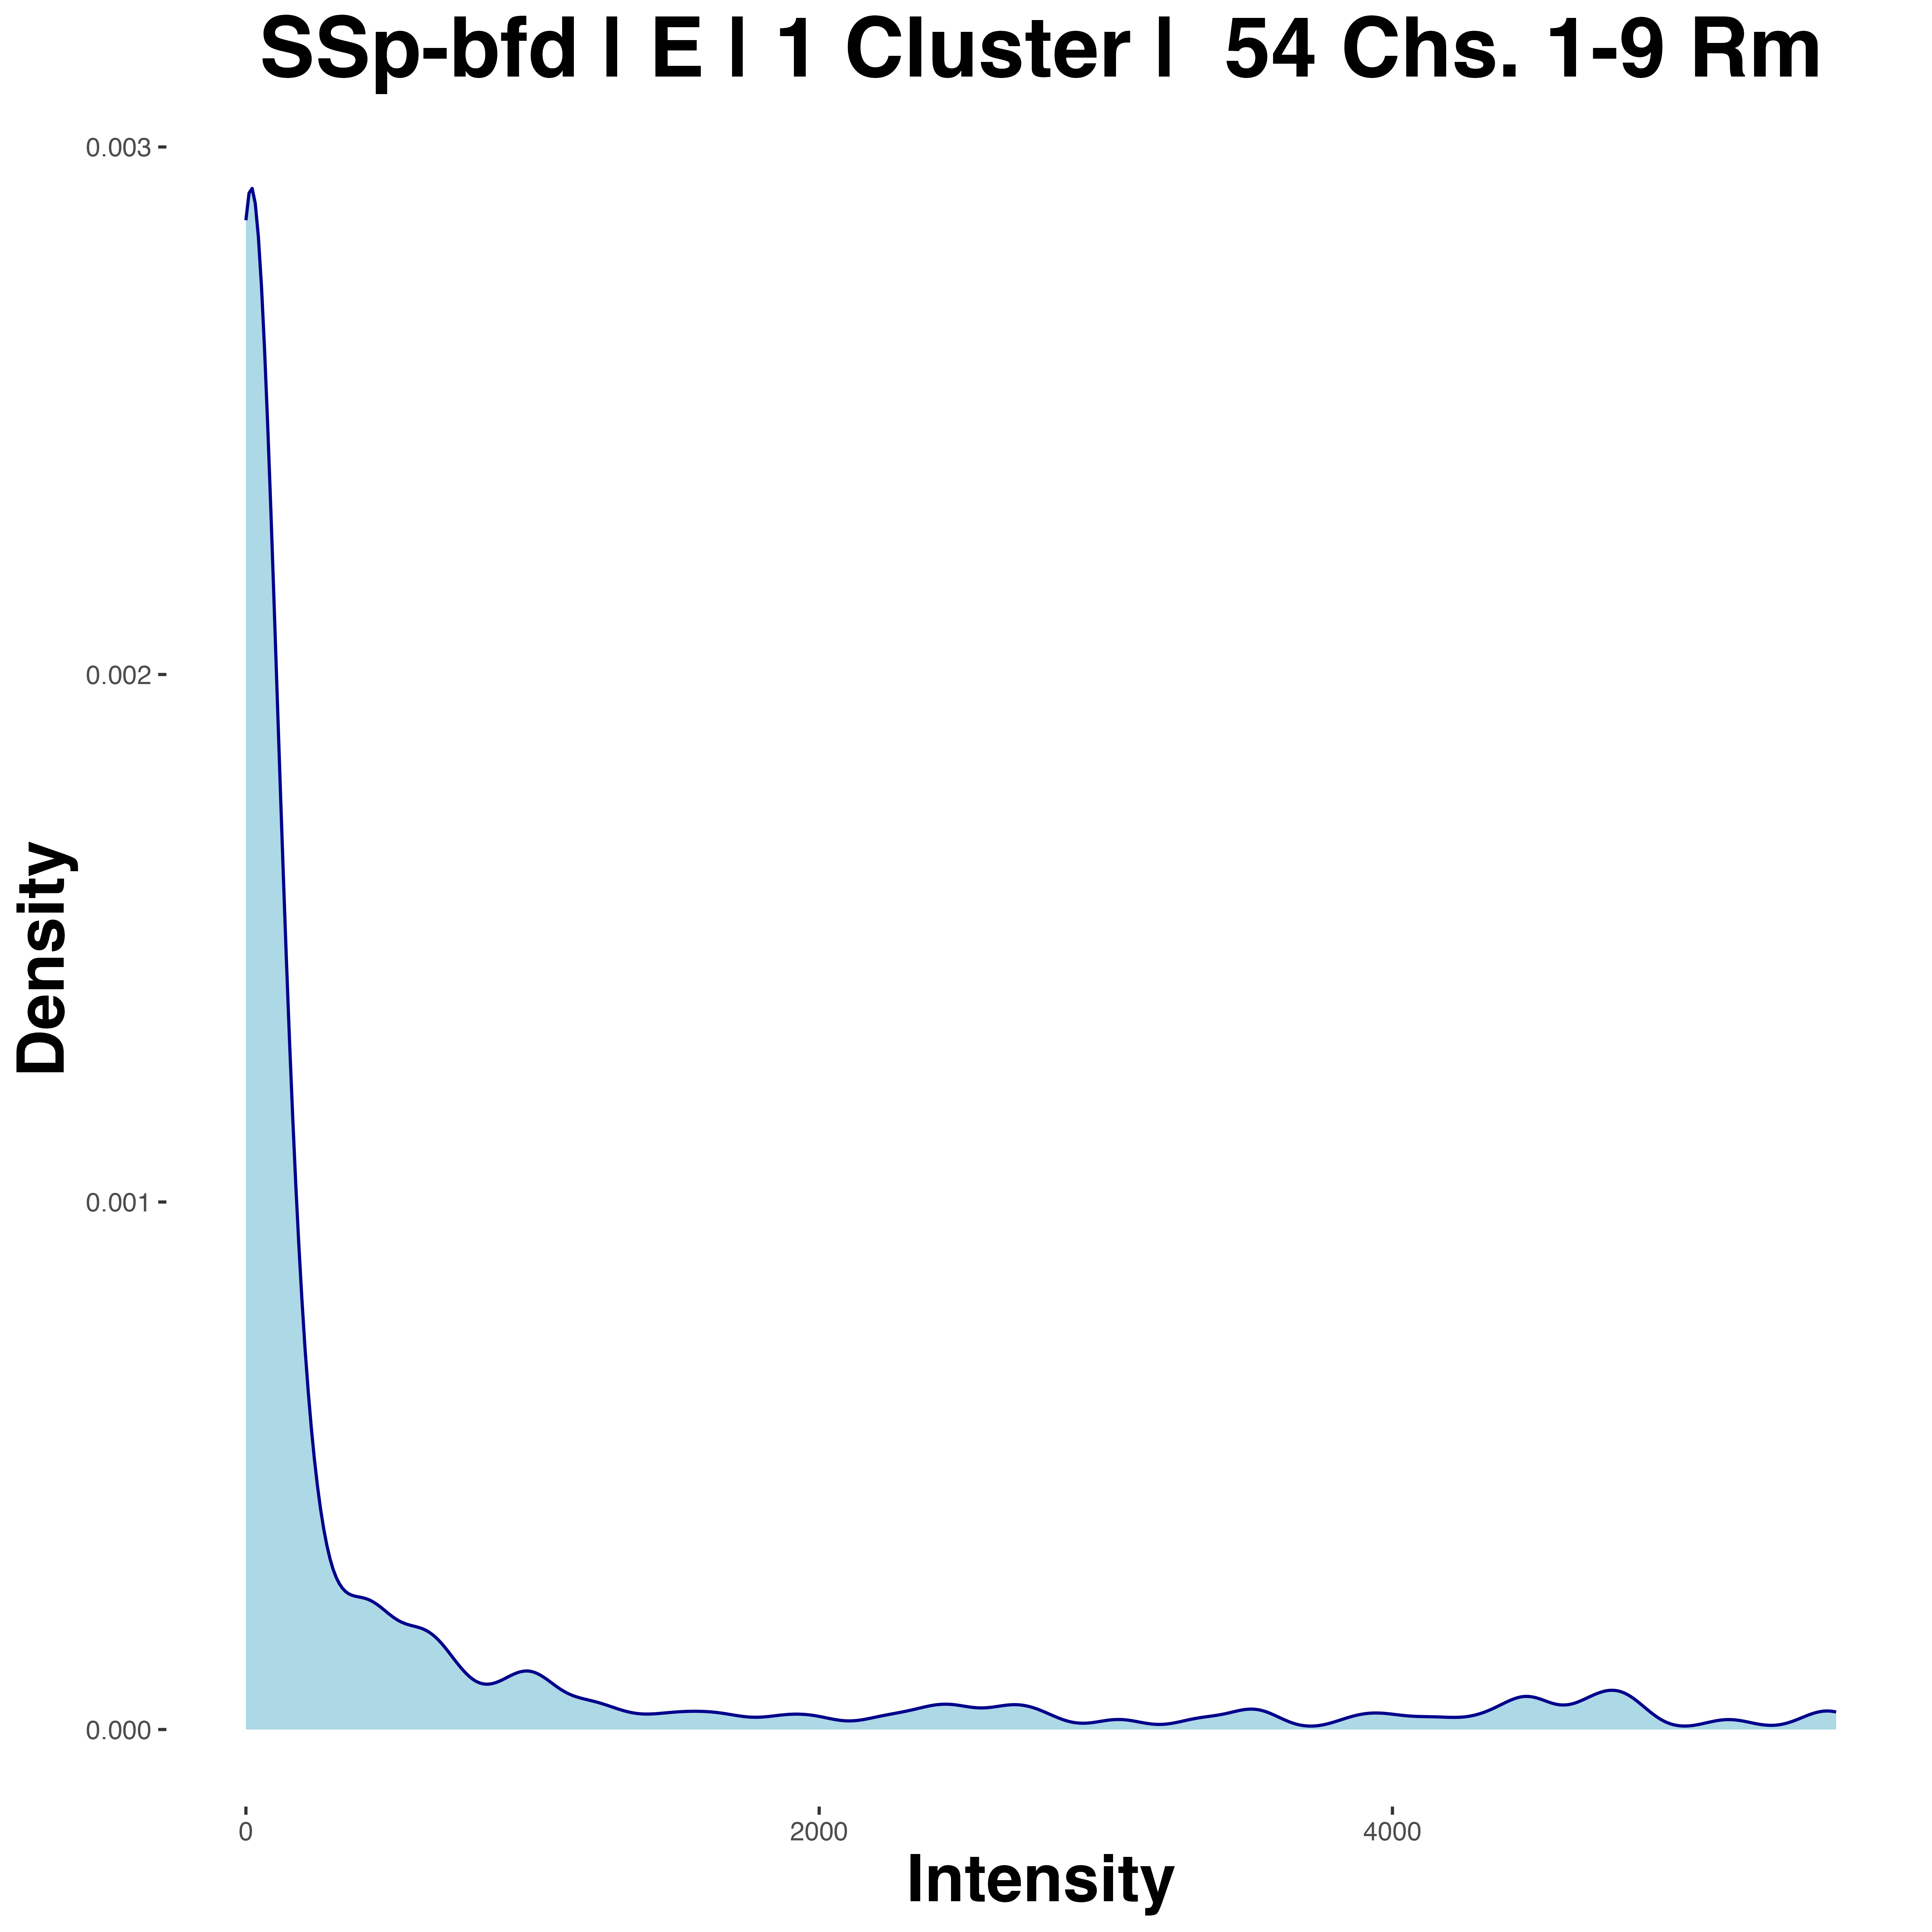 SSp-bfd | E | 1 Cluster |  54 Chs. 1-9 Rm
0.003
0.002
0.001
0.000
Density
0
2000
4000
Intensity